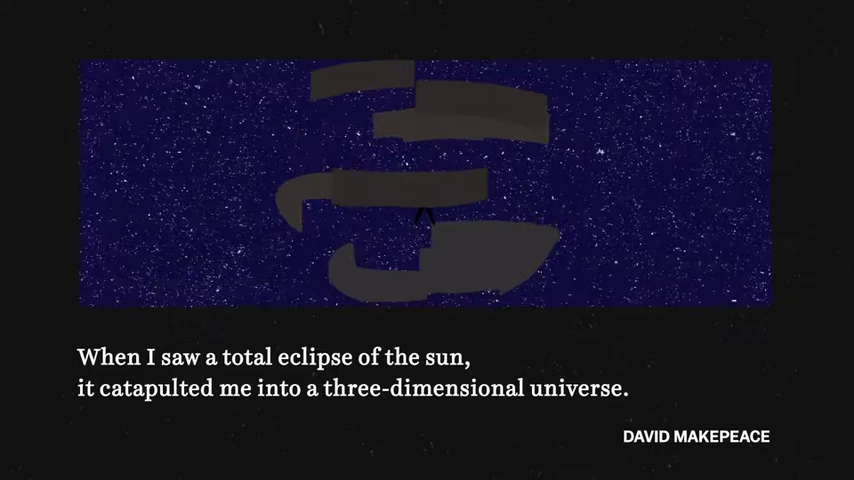 When I saw a total eclipse of the sun,
it catapulted me into a three-dimensional universe.
DAVID MAKEPEACE